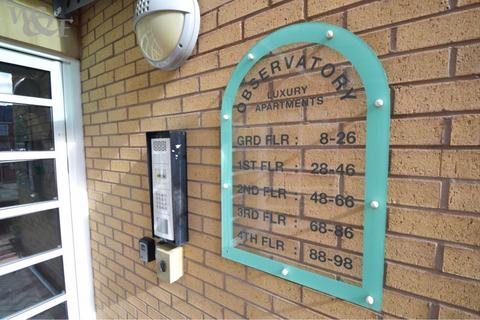 W&F
OBSERVATORY
LUXURY
APARTMENTS
GRD FLR : 8-26
1ST FLR : 28-46
2ND FLR : 48-66
3RD FLR : 68-86
4TH FLR : 88-98